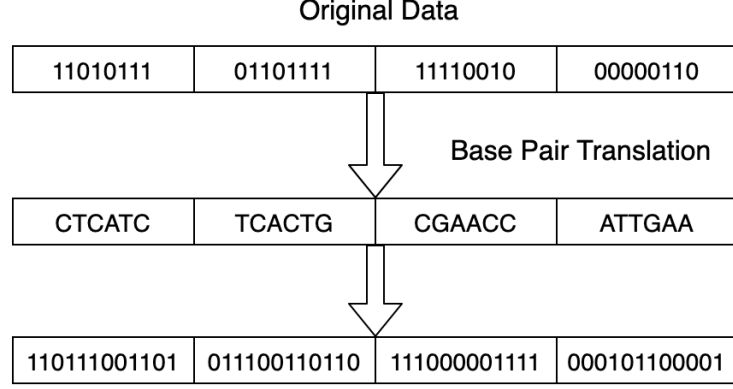 Original Data
11010111 01101111 11110010 00000110
Base Pair Translation
CTCATC TCACTG CGAACC ATTGAA
110111001101 011100110110 111000001111 000101100001